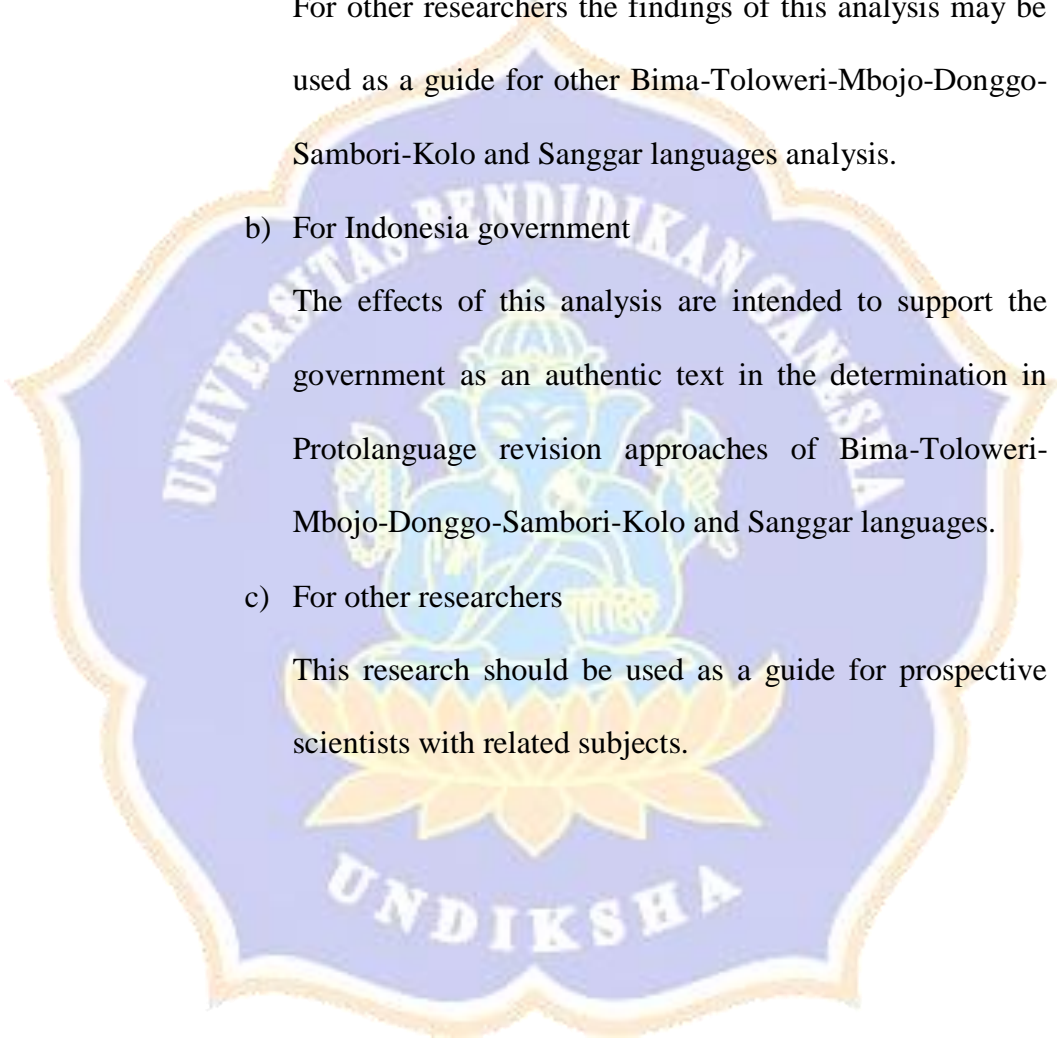 For other researchers the findings of this analysis may be
used as a guide for other Bima-Toloweri-Mbojo-Donggo-
Sambori-Kolo and Sanggar languages analysis.
b) For Indonesia government
The effects of this analysis are intended to support the
government as an authentic text in the determination in
Protolanguage revision approaches of Bima-Toloweri-
Mbojo-Donggo-Sambori-Kolo and Sanggar languages.
c) For other researchers
This research should be used as a guide for prospective
scientists with related subjects.
UNIVERSITAS PENDIDIKAN GANESHA
UNDIKSHA